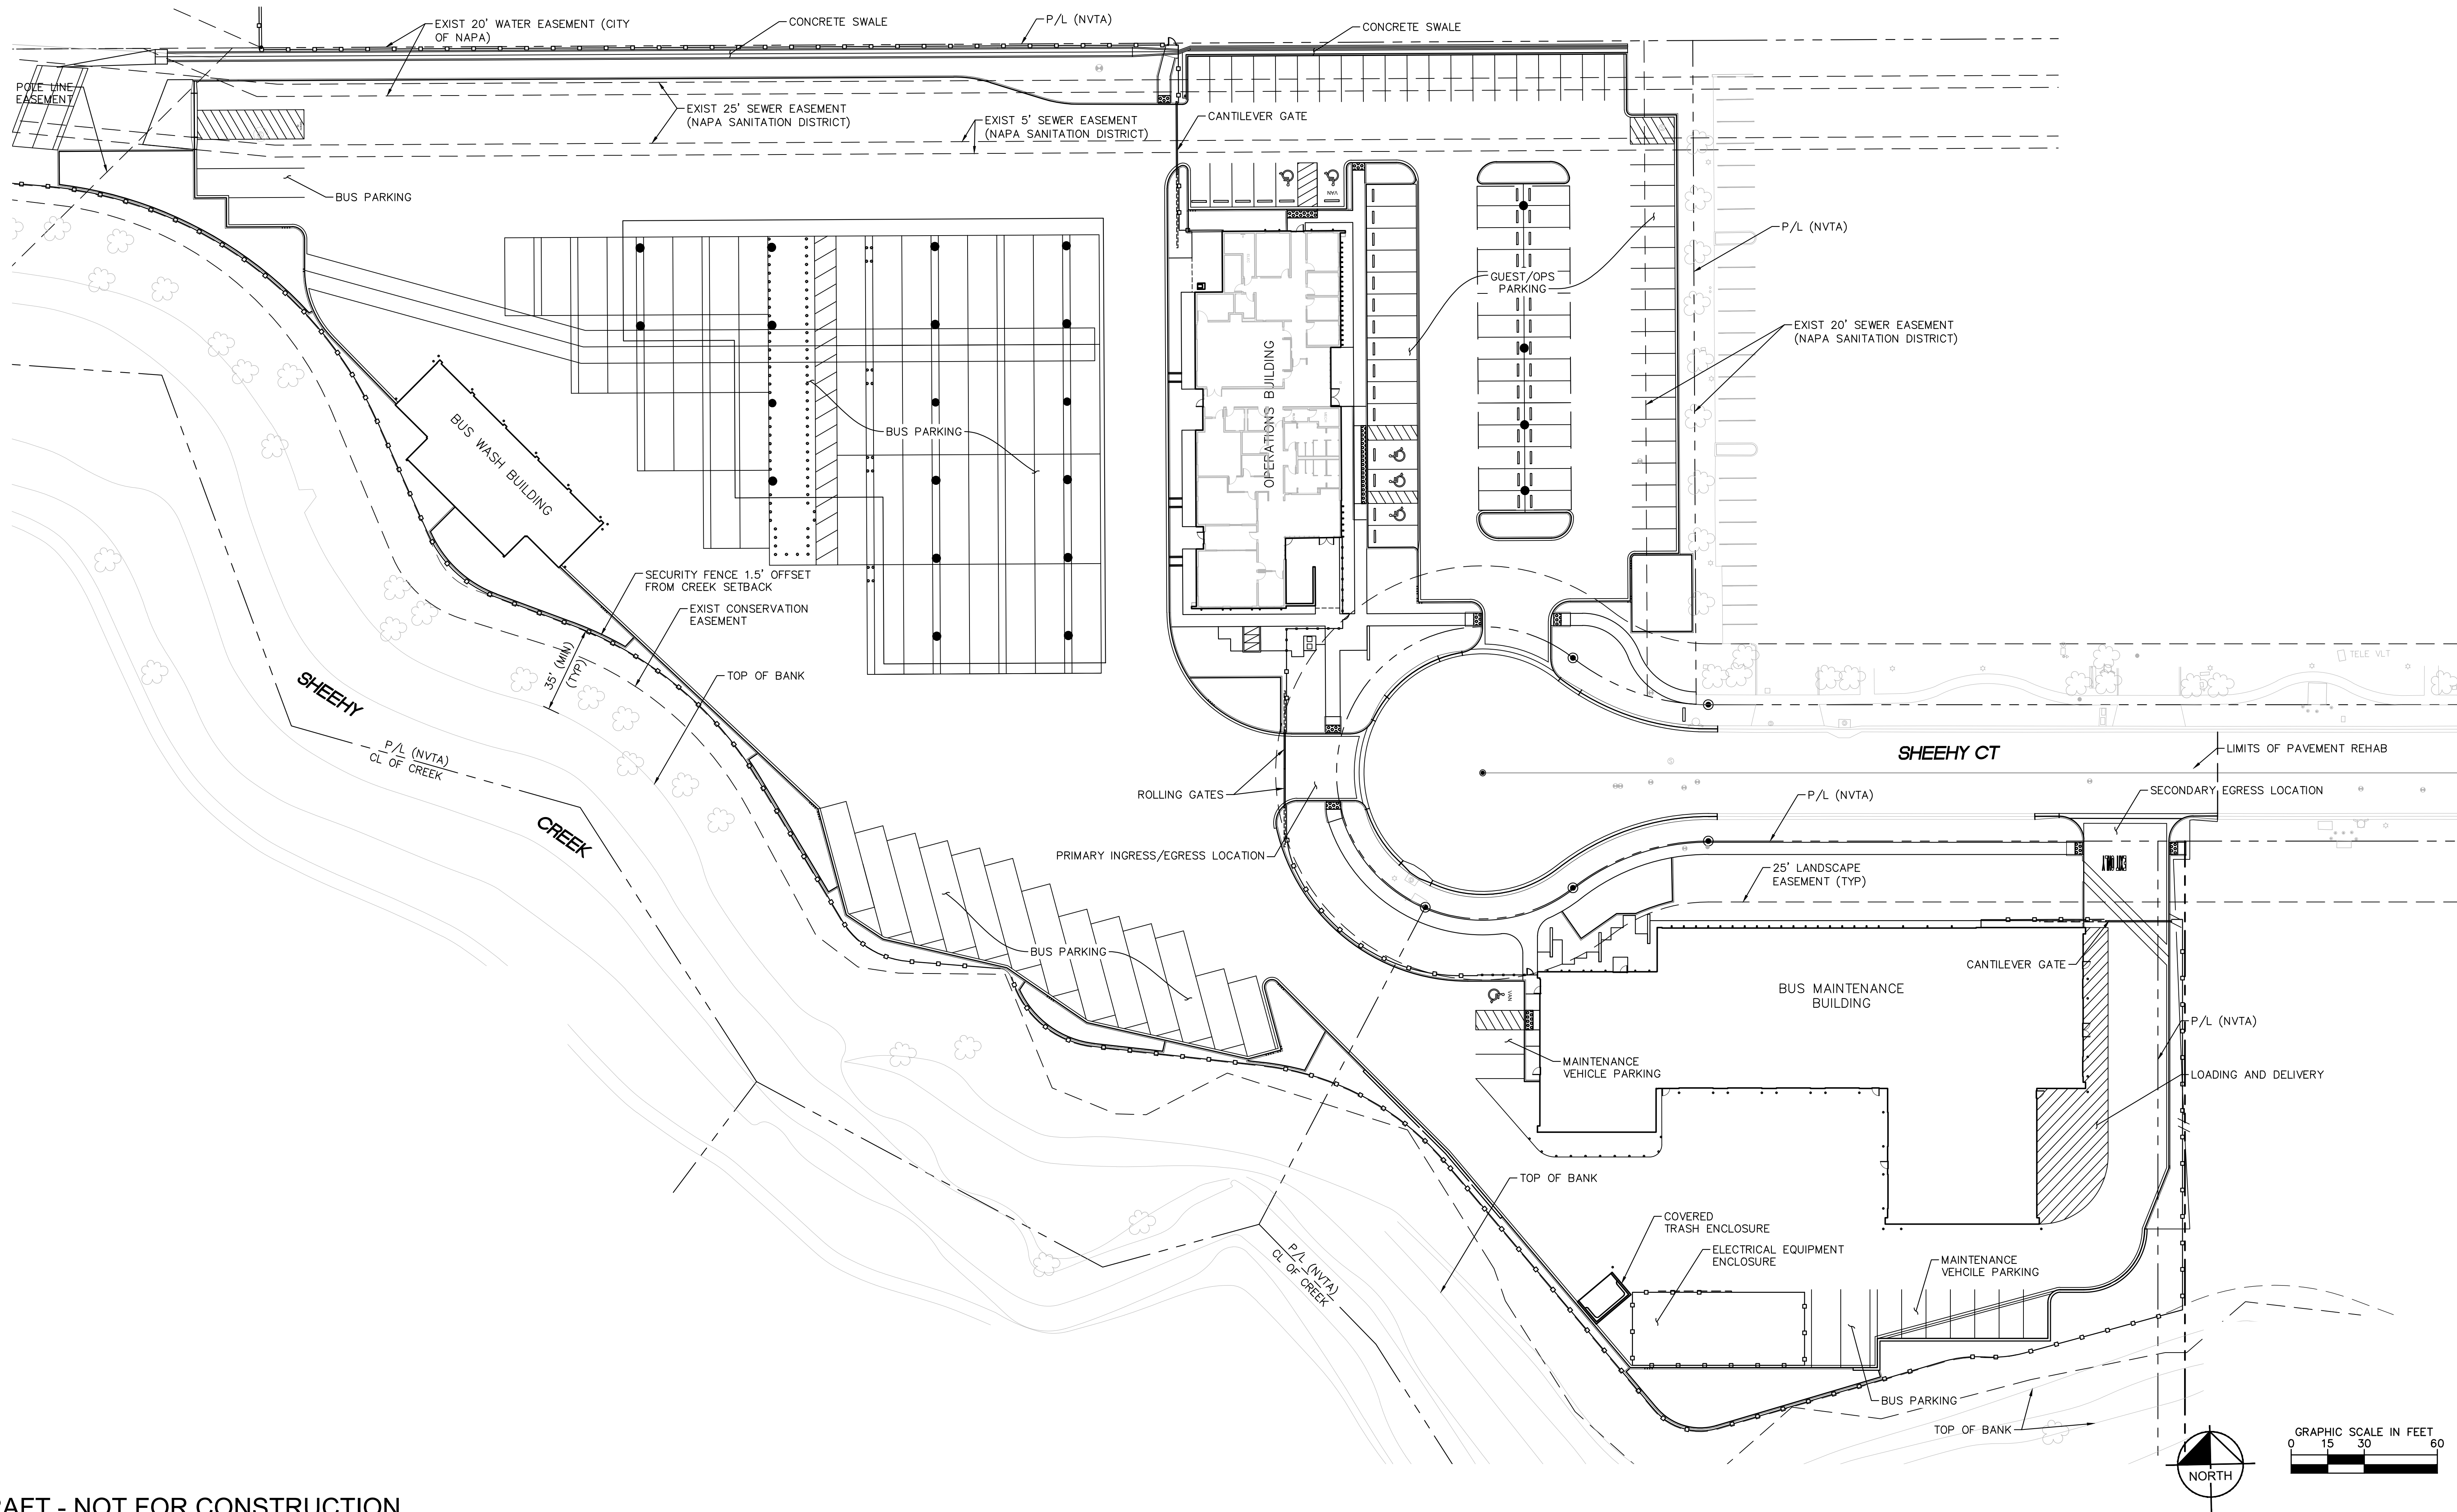 EXIST 20' WATER EASEMENT (CITY
OF NAPA)
CONCRETE SWALE
P/L (NVTA)
CONCRETE SWALE
POLE LINE
EASEMENT
EXIST 25' SEWER EASEMENT
(NAPA SANITATION DISTRICT)
EXIST 5' SEWER EASEMENT
(NAPA SANITATION DISTRICT)
CANTILEVER GATE
VAN
BUS PARKING
P/L (NVTA)
GUEST/OPS
PARKING
EXIST 20' SEWER EASEMENT
(NAPA SANITATION DISTRICT)
OPERATIONS BUILDING
BUS PARKING
BUS WASH BUILDING
SECURITY FENCE 1.5' OFFSET
FROM CREEK SETBACK
EXIST CONSERVATION
EASEMENT
35' (MIN)
(TYP)
TOP OF BANK
TELE VLT
SHEEHY
CREEK
P/L (NVTA)
CL OF CREEK
SHEEHY CT
LIMITS OF PAVEMENT REHAB
ROLLING GATES
P/L (NVTA)
SECONDARY EGRESS LOCATION
PRIMARY INGRESS/EGRESS LOCATION
25' LANDSCAPE
EASEMENT (TYP)
BUS PARKING
CANTILEVER GATE
VAN
BUS MAINTENANCE
BUILDING
P/L (NVTA)
MAINTENANCE
VEHICLE PARKING
LOADING AND DELIVERY
TOP OF BANK
COVERED
TRASH ENCLOSURE
ELECTRICAL EQUIPMENT
ENCLOSURE
MAINTENANCE
VEHCILE PARKING
P/L (NVTA)
CL OF CREEK
BUS PARKING
TOP OF BANK
NORTH
GRAPHIC SCALE IN FEET
0 15 30 60
RAFT - NOT FOR CONSTRUCTION